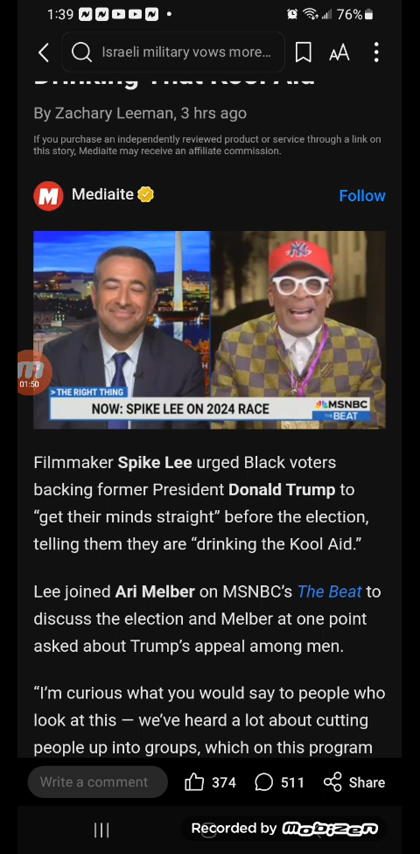 1:39
76%
Israeli military vows more...
AA
Drinking That Kool Aid
By Zachary Leeman, 3 hrs ago
If you purchase an independently reviewed product or service through a link on
this story, Mediaite may receive an affiliate commission.
M
Mediaite
Follow
NY
01:50
>THE RIGHT THING
NOW: SPIKE LEE ON 2024 RACE
MSNBC
THE BEAT
Filmmaker Spike Lee urged Black voters
backing former President Donald Trump to
“get their minds straight” before the election,
telling them they are “drinking the Kool Aid.”
Lee joined Ari Melber on MSNBC’s The Beat to
discuss the election and Melber at one point
asked about Trump’s appeal among men.
“I’m curious what you would say to people who
look at this — we’ve heard a lot about cutting
people up into groups, which on this program
Write a comment
374
511
Share
Recorded by Mobizen